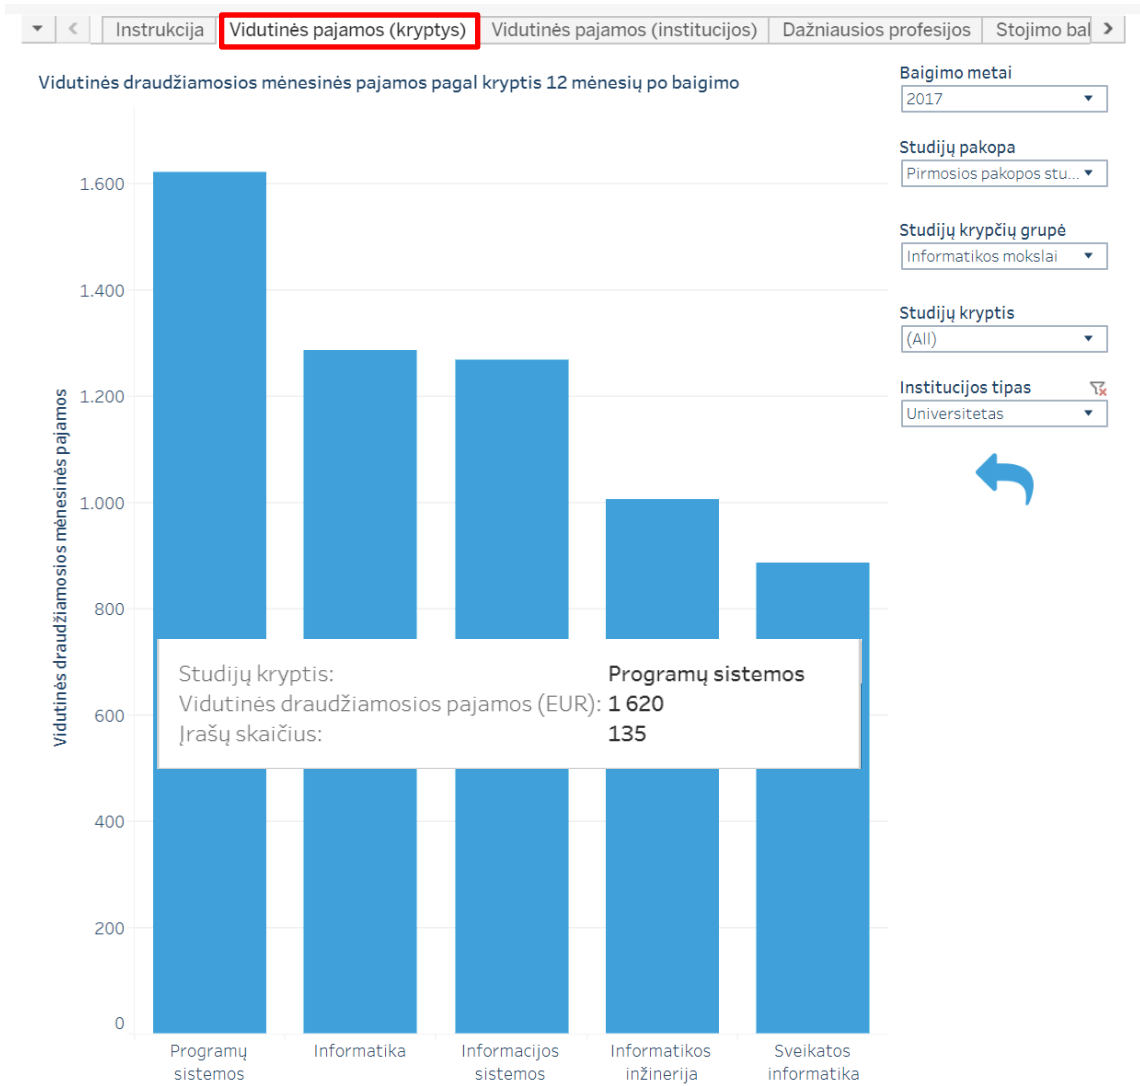 Instrukcija
Vidutinės pajamos (kryptys)
Vidutinės pajamos (institucijos)
Dažniausios profesijos
Stojimo bal
Vidutinės draudžiamosios mėnesinės pajamos pagal kryptis 12 mėnesių po baigimo
Baigimo metai
2017
Studijų pakopa
Pirmosios pakopos stu...
Studijų krypčių grupė
Informatikos mokslai
Studijų kryptis
(All)
Institucijos tipas
Universitetas
Vidutinės draudžiamosios mėnesinės pajamos
1.600
1.400
1.200
1.000
800
600
400
200
0
Studijų kryptis: Programų sistemos
Vidutinės draudžiamosios pajamos (EUR): 1 620
Įrašų skaičius: 135
Programų
sistemos
Informatika
Informacijos
sistemos
Informatikos
inžinerija
Sveikatos
informatika